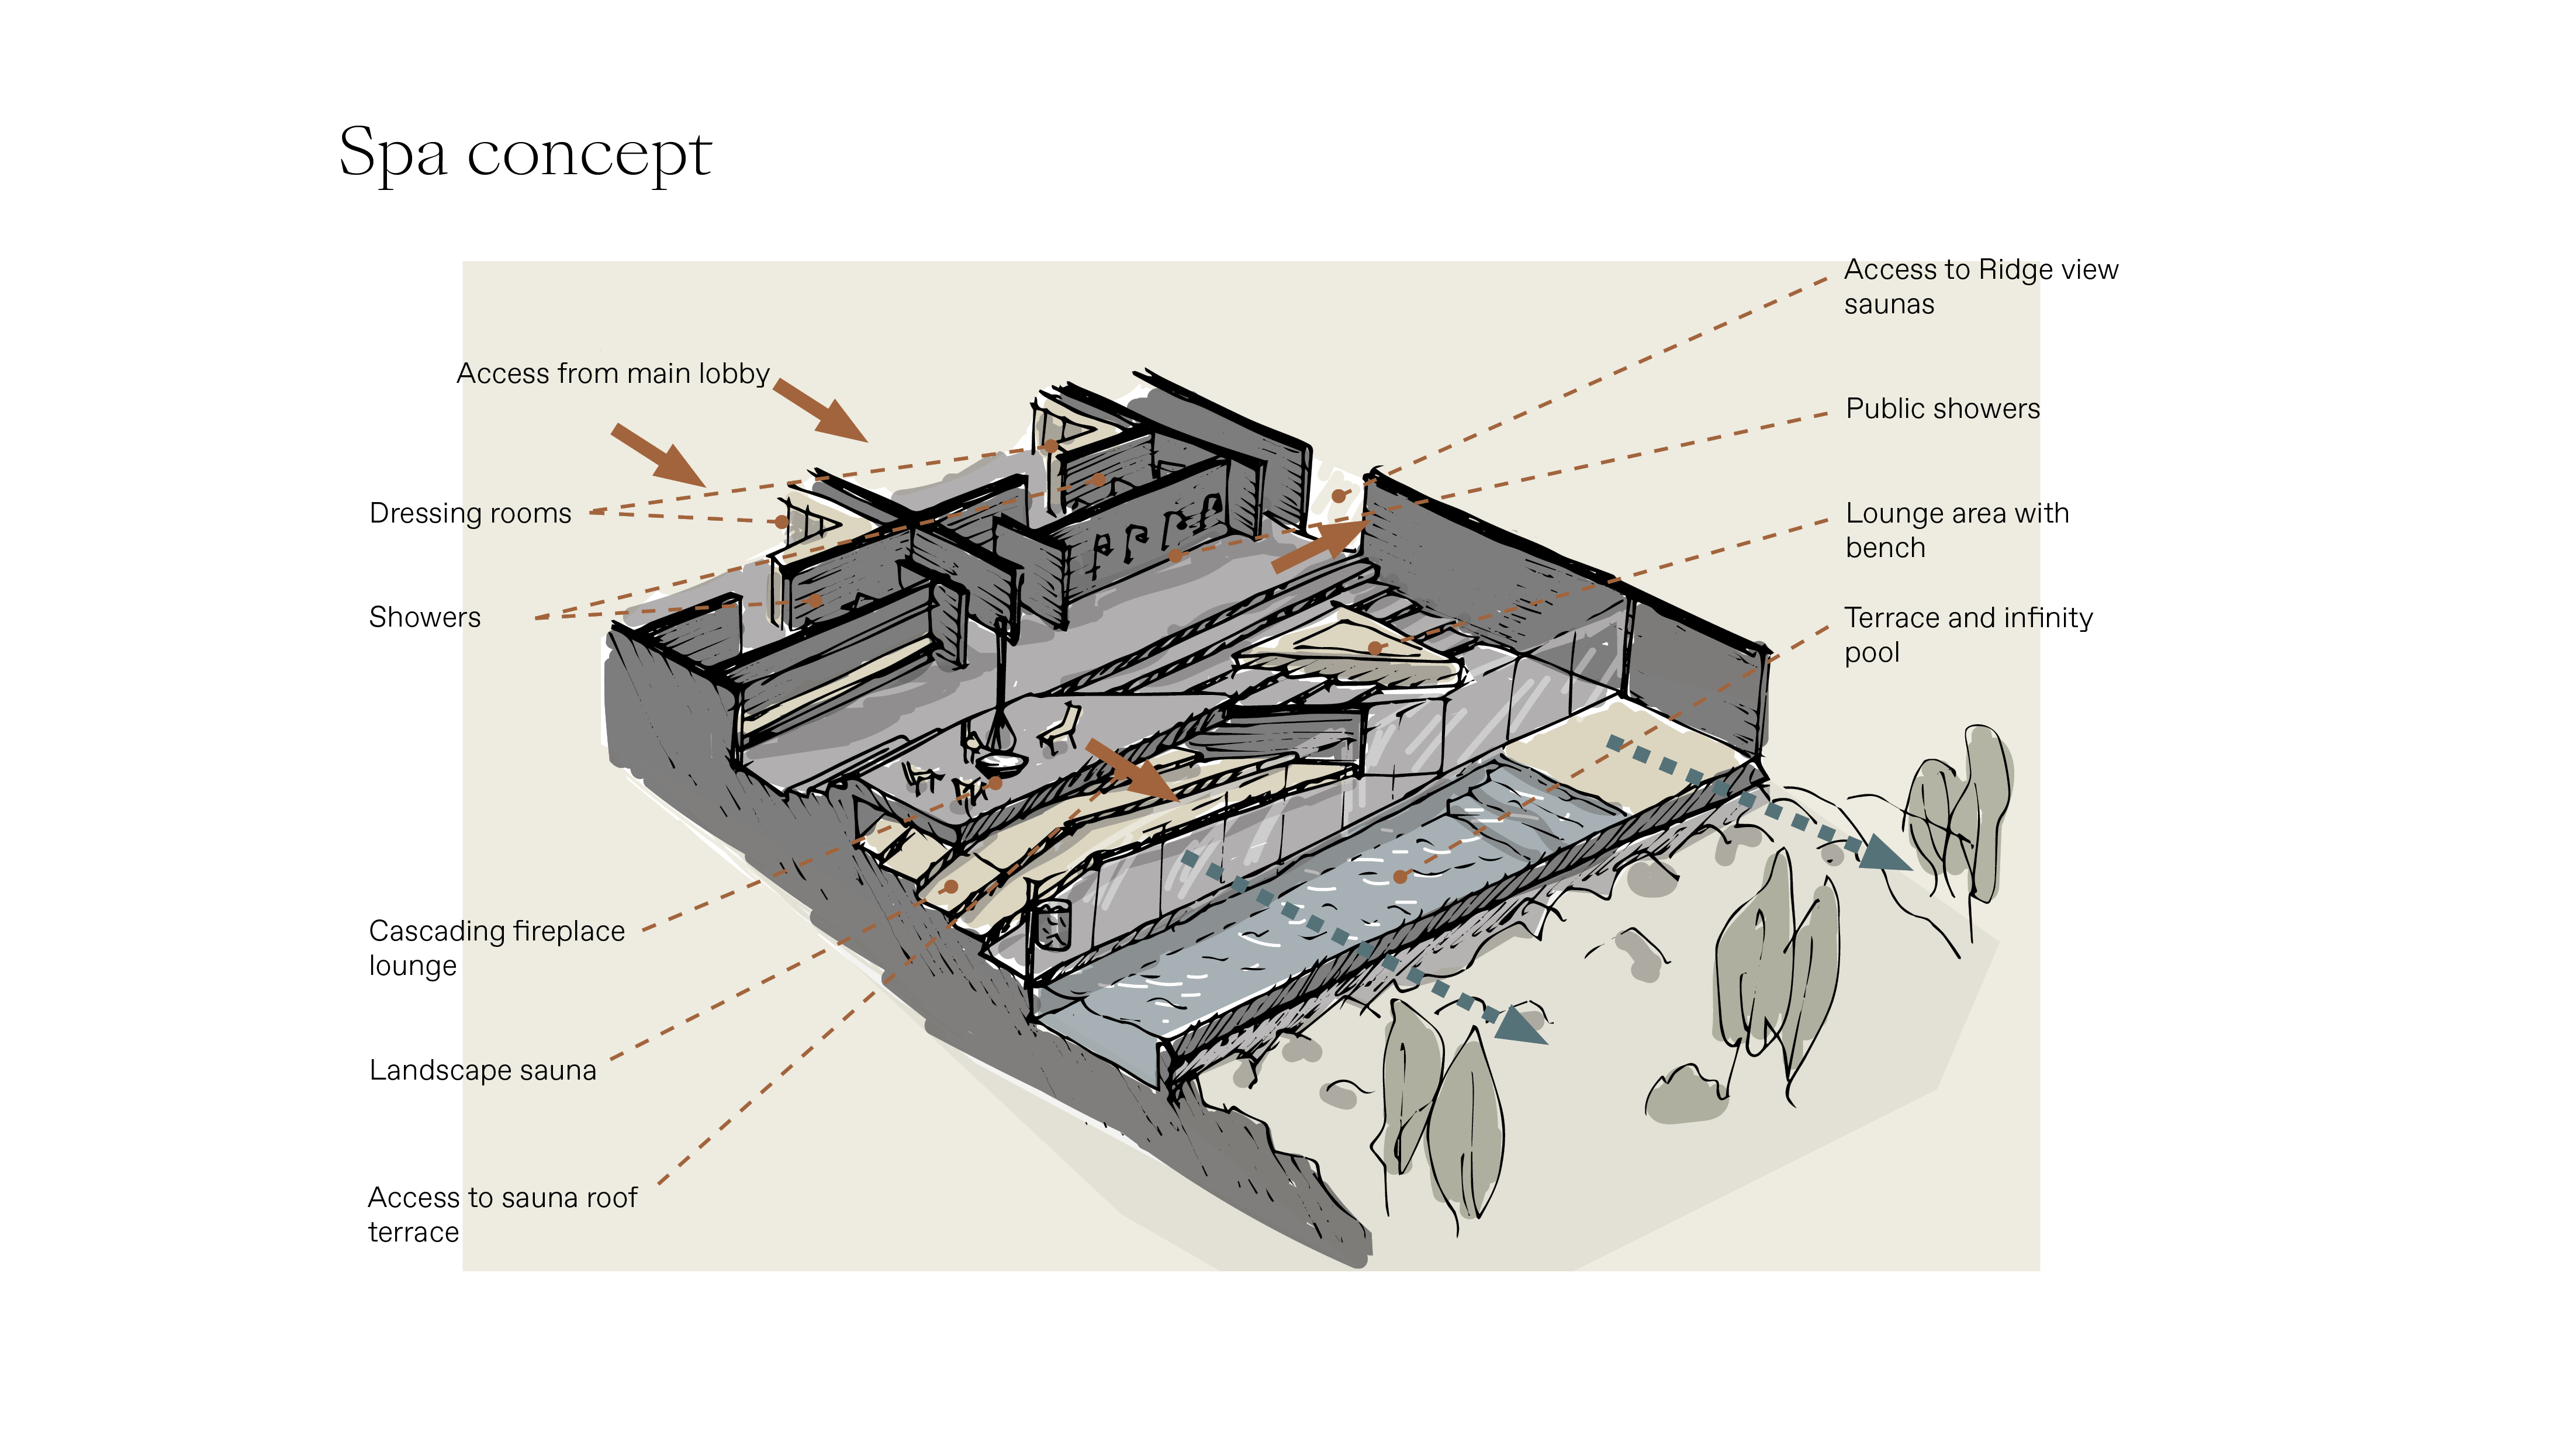 Spa concept
Access from main lobby
Dressing rooms
Showers
Cascading fireplace
lounge
Landscape sauna
Access to sauna roof
terrace
Access to Ridge view
saunas
Public showers
Lounge area with
bench
Terrace and infinity
pool